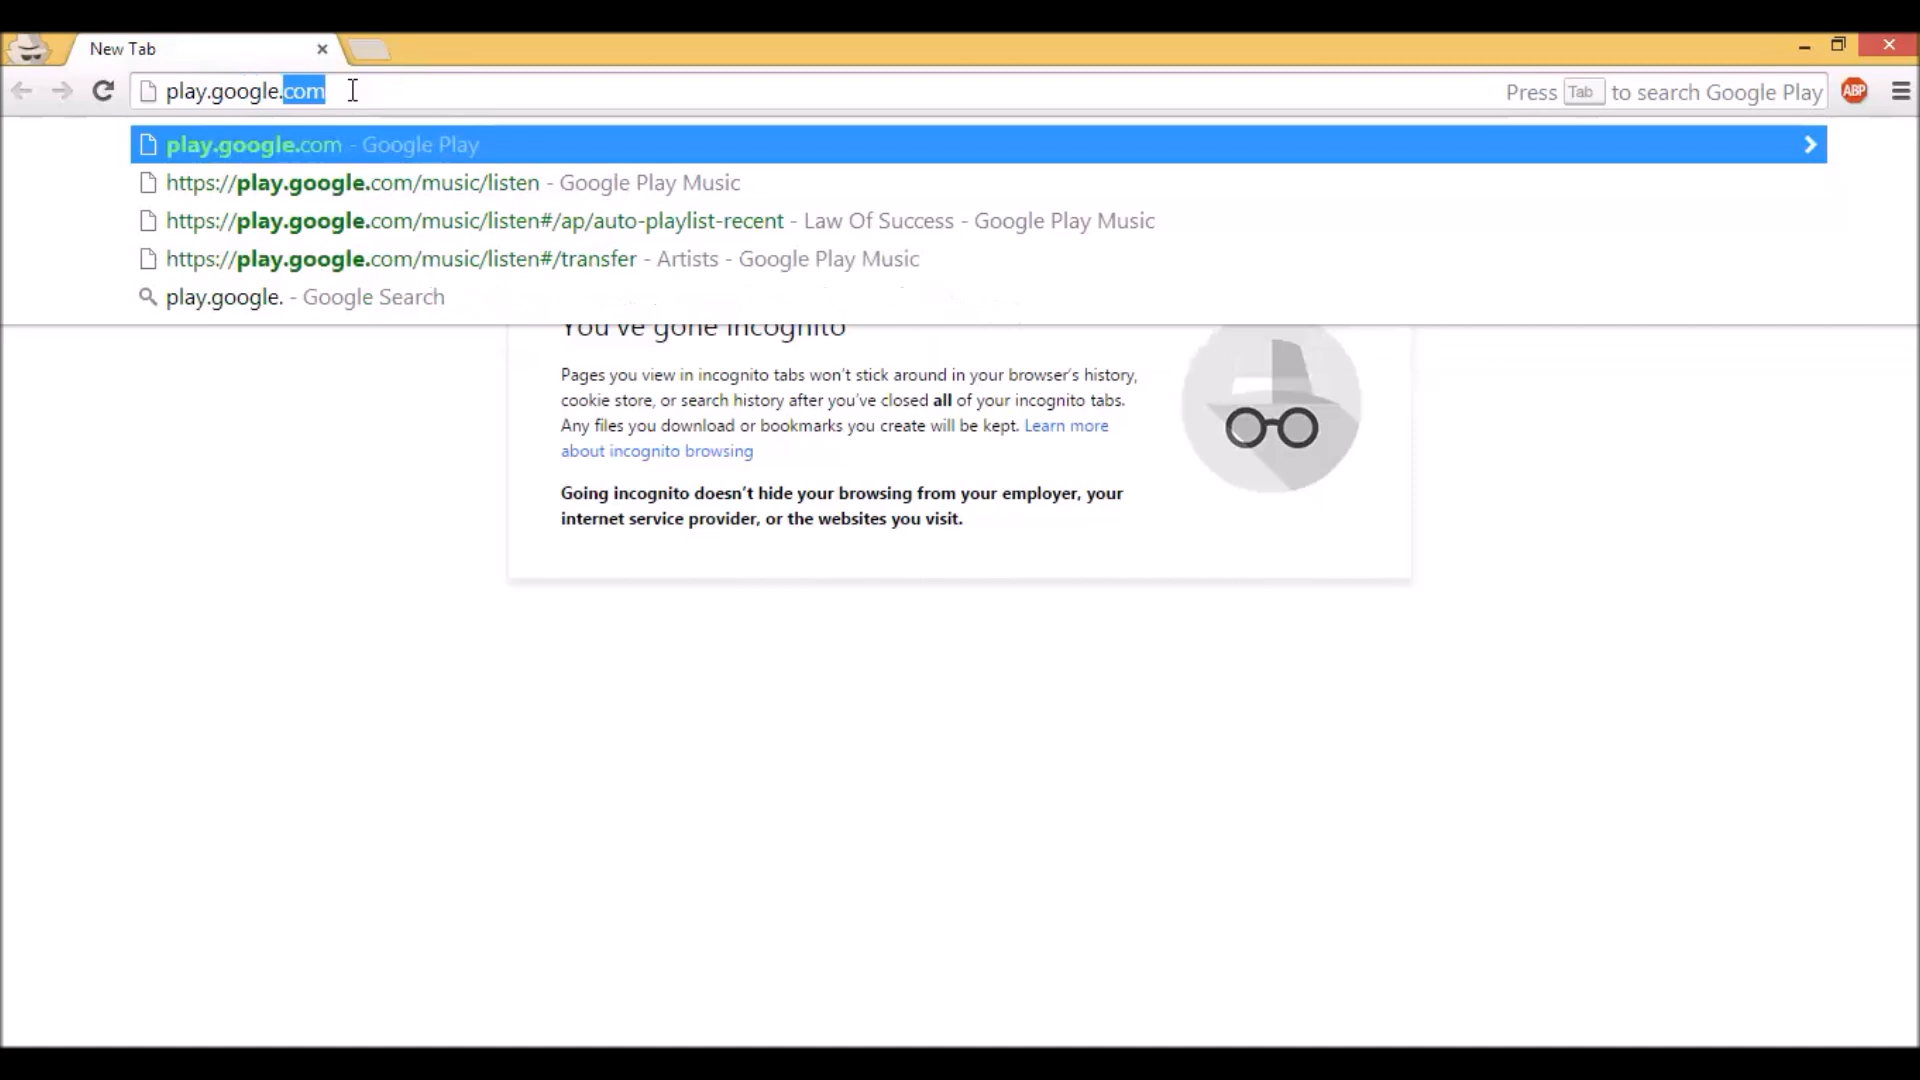 New Tab
play.google.com
Press Tab to search Google Play
ABP
play.google.com - Google Play
https://play.google.com/music/listen - Google Play Music
https://play.google.com/music/listen#/ap/auto-playlist-recent - Law Of Success - Google Play Music
https://play.google.com/music/listen#/transfer - Artists - Google Play Music
play.google. - Google Search
You've gone incognito
Pages you view in incognito tabs won't stick around in your browser's history,
cookie store, or search history after you've closed all of your incognito tabs.
Any files you download or bookmarks you create will be kept. Learn more
about incognito browsing
Going incognito doesn't hide your browsing from your employer, your
internet service provider, or the websites you visit.